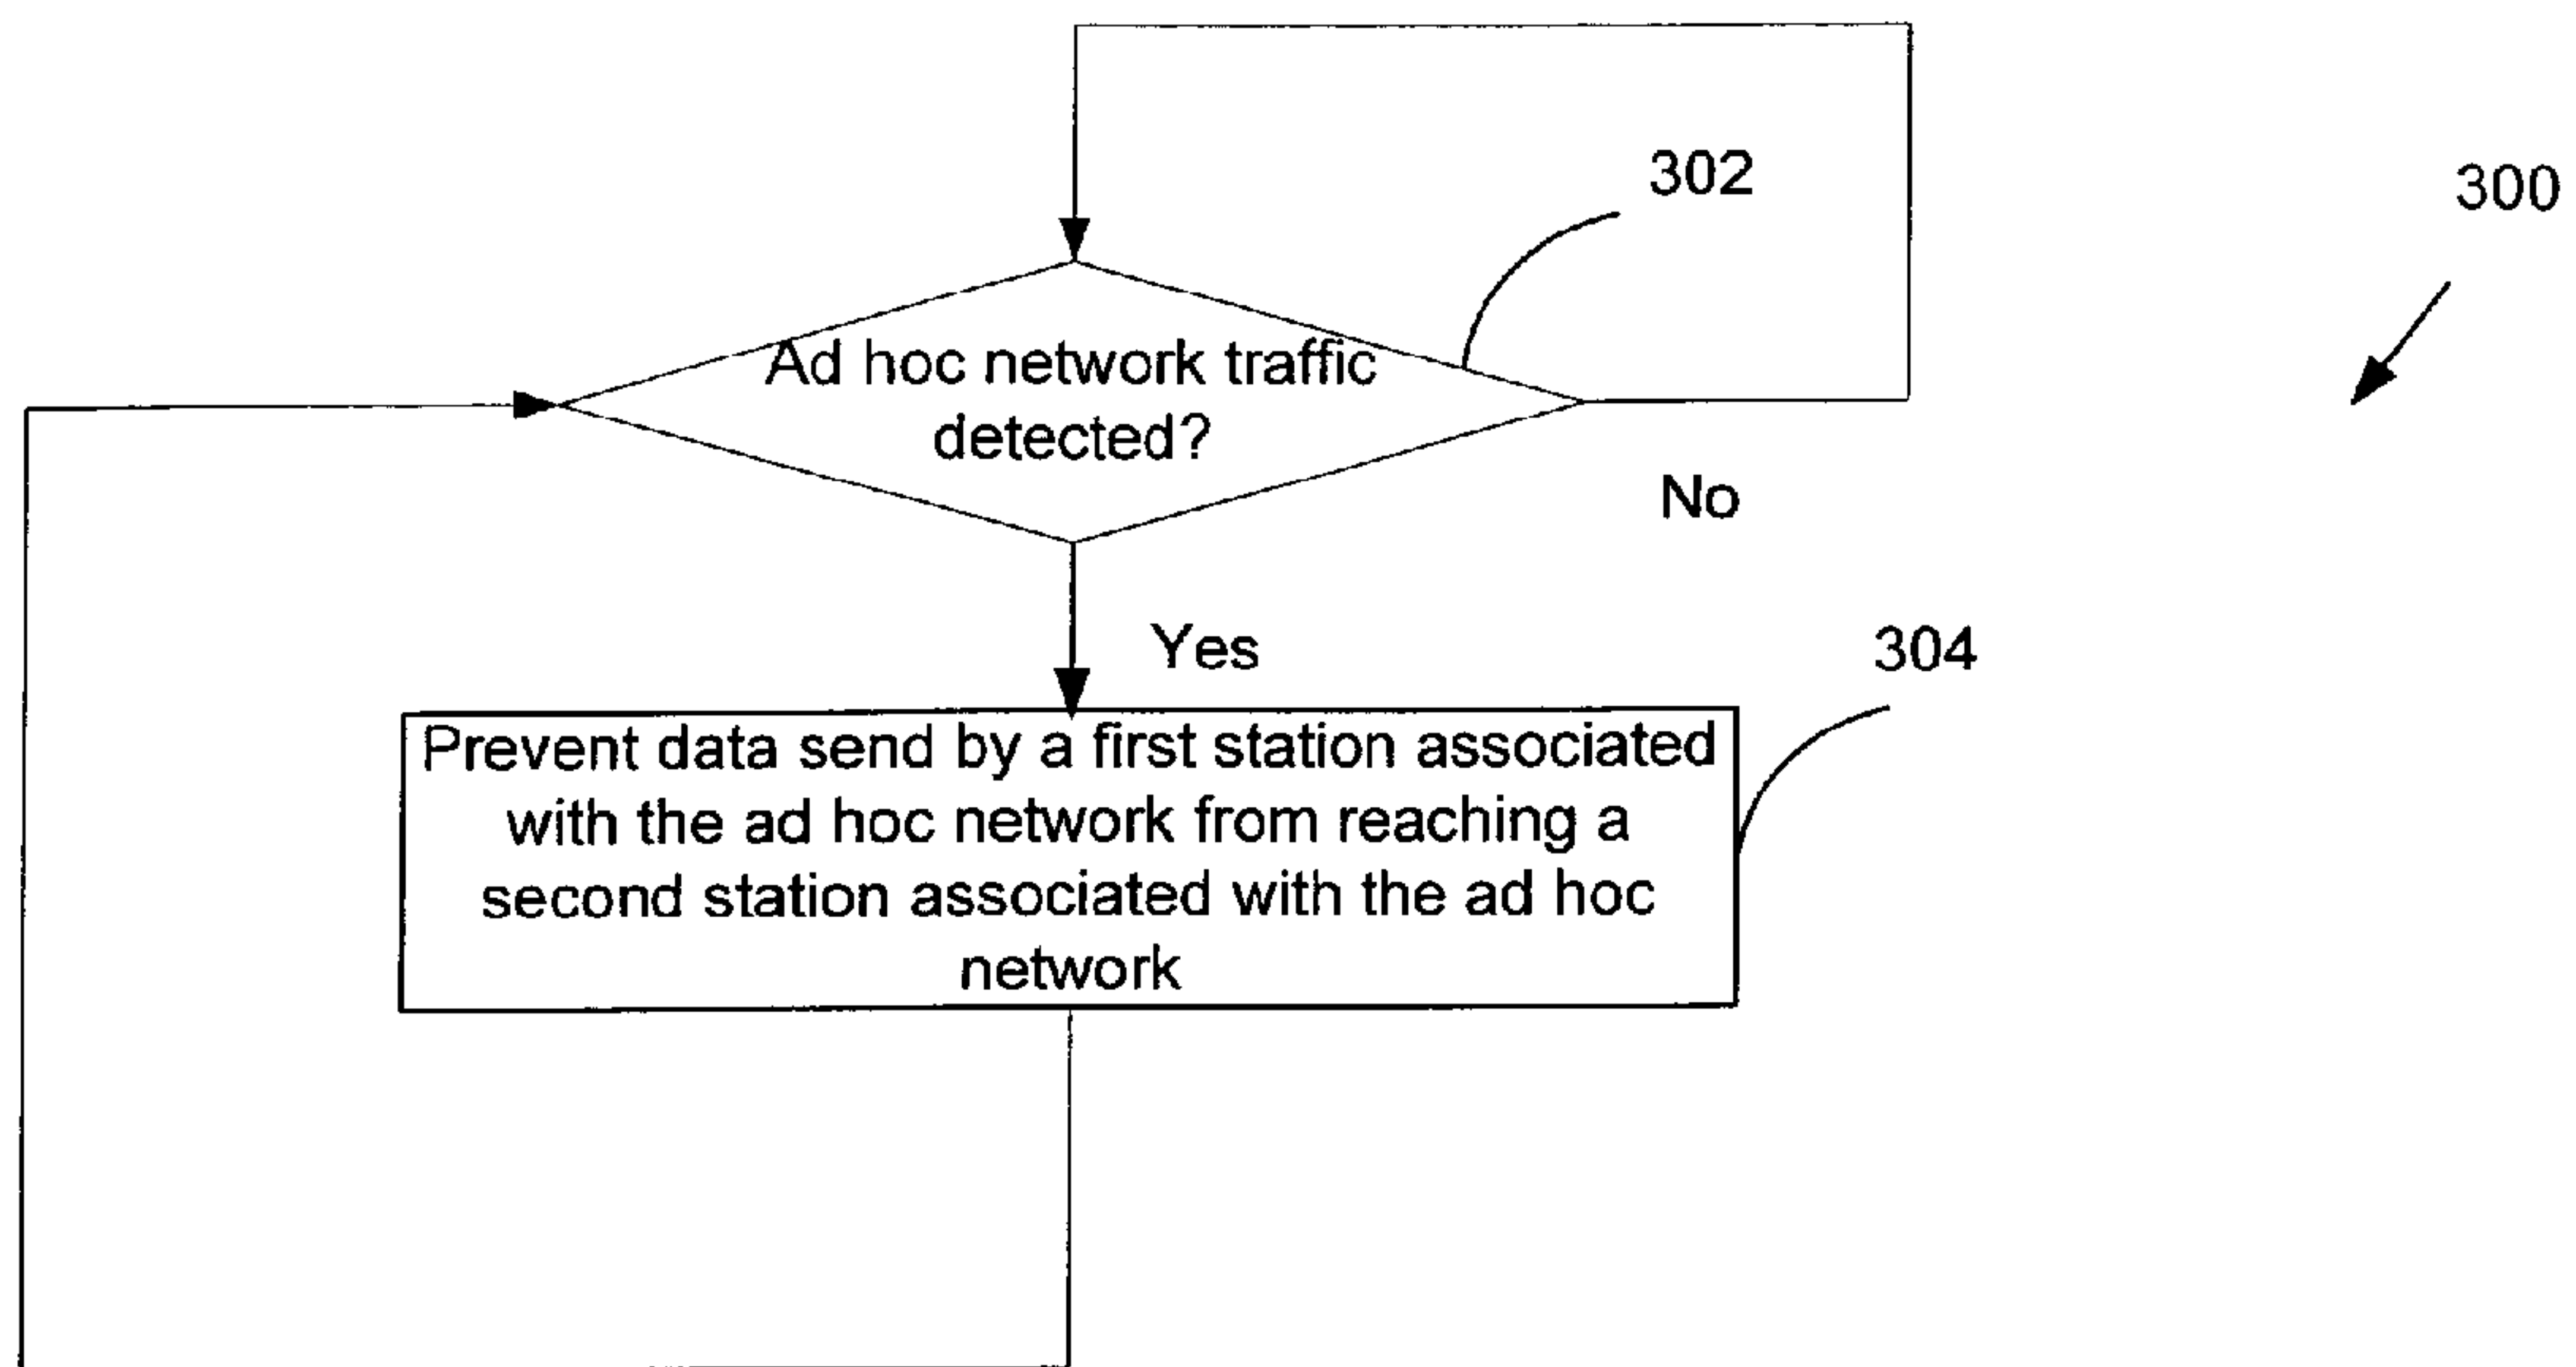 302
300
Ad hoc network traffic
detected?
No
Yes
304
Prevent data send by a first station associated
with the ad hoc network from reaching a
second station associated with the ad hoc
network